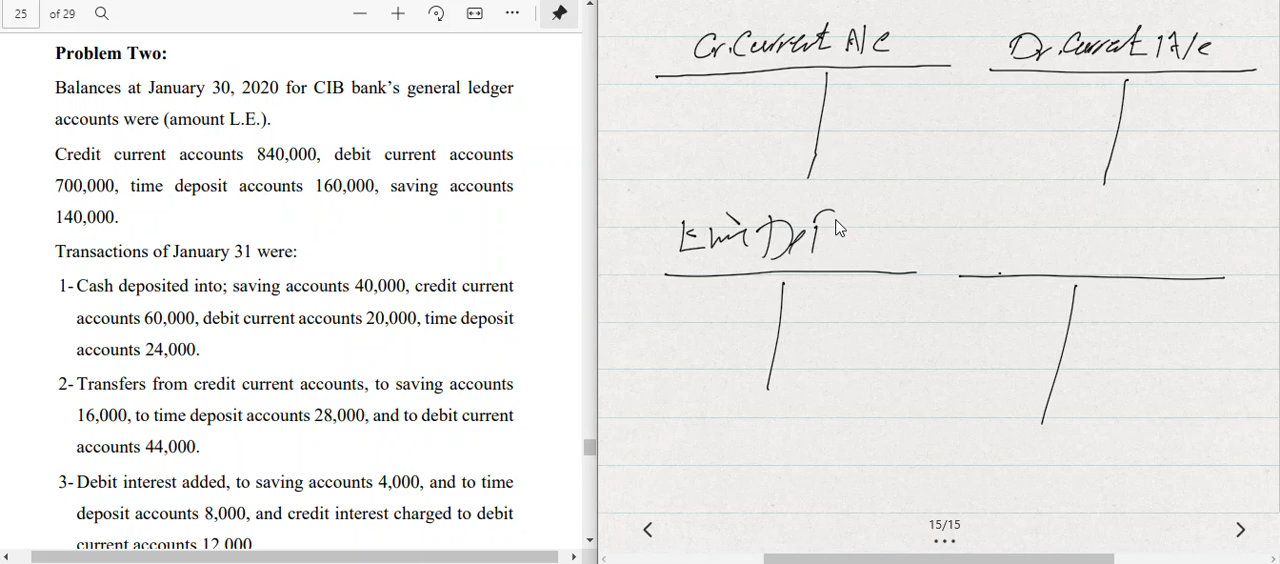 25 of 29
Problem Two:
Balances at January 30, 2020 for CIB bank's general ledger
accounts were (amount L.E.).
Credit current accounts 840,000, debit current accounts
700,000, time deposit accounts 160,000, saving accounts
140,000.
Transactions of January 31 were:
1- Cash deposited into; saving accounts 40,000, credit current
accounts 60,000, debit current accounts 20,000, time deposit
accounts 24,000.
2- Transfers from credit current accounts, to saving accounts
16,000, to time deposit accounts 28,000, and to debit current
accounts 44,000.
3- Debit interest added, to saving accounts 4,000, and to time
deposit accounts 8,000, and credit interest charged to debit
current accounts 12,000
Cr. Current A/C
Dr. Current A/c
15/15